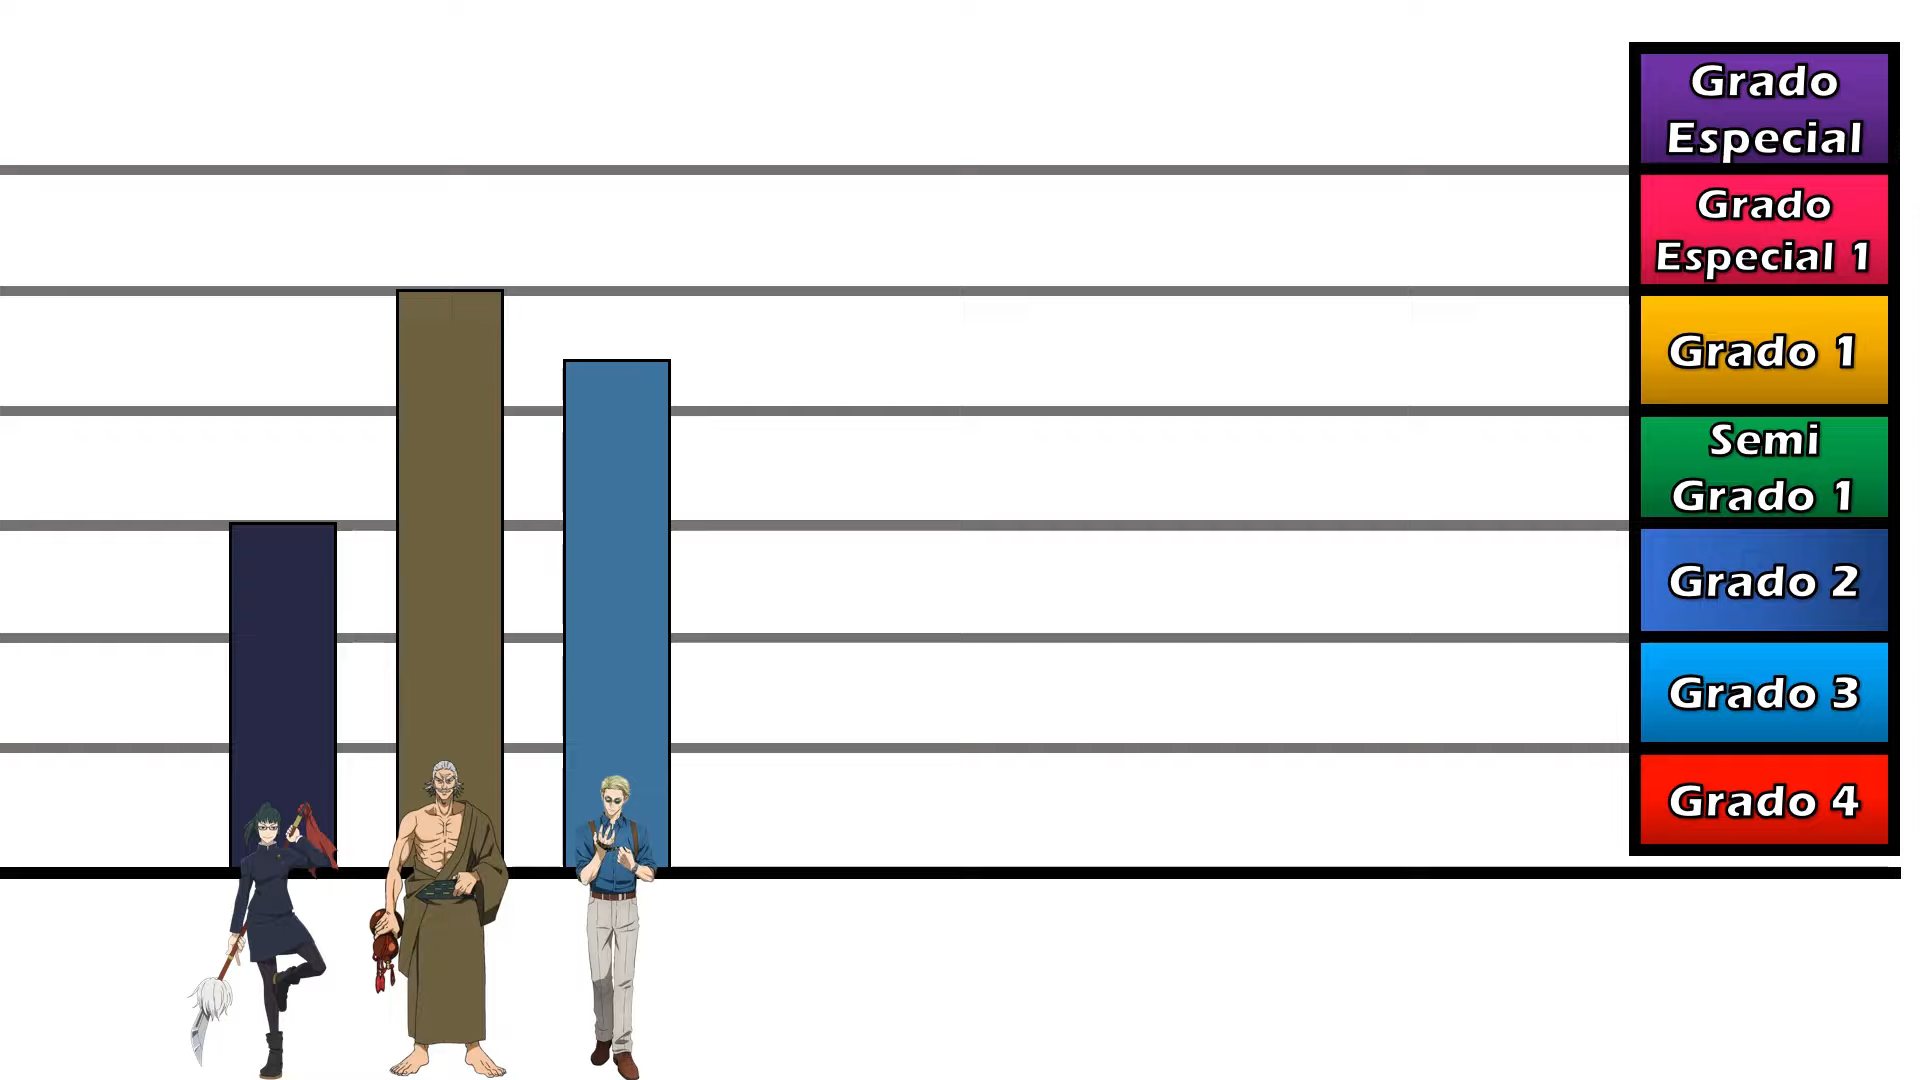 Grado
Especial
Grado
Especial 1
Grado 1
Semi
Grado 1
Grado 2
Grado 3
Grado 4